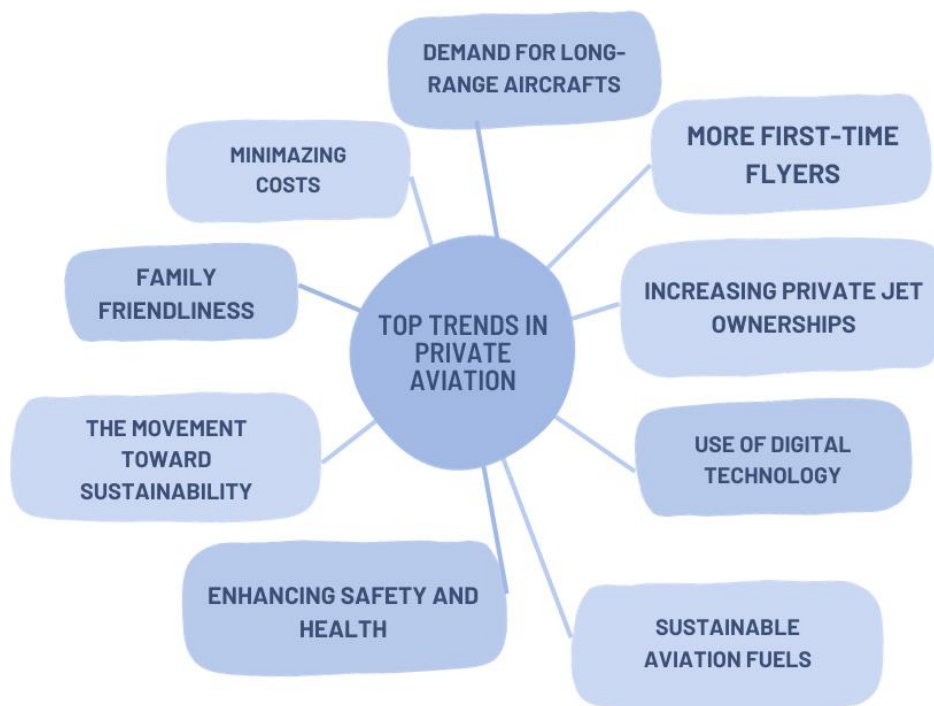 DEMAND FOR LONG-
RANGE AIRCRAFTS
MORE FIRST-TIME
FLYERS
MINIMAZING
COSTS
INCREASING PRIVATE JET
OWNERSHIPS
FAMILY
FRIENDLINESS
TOP TRENDS IN
PRIVATE
AVIATION
THE MOVEMENT
TOWARD
SUSTAINABILITY
USE OF DIGITAL
TECHNOLOGY
ENHANCING SAFETY AND
HEALTH
SUSTAINABLE
AVIATION FUELS